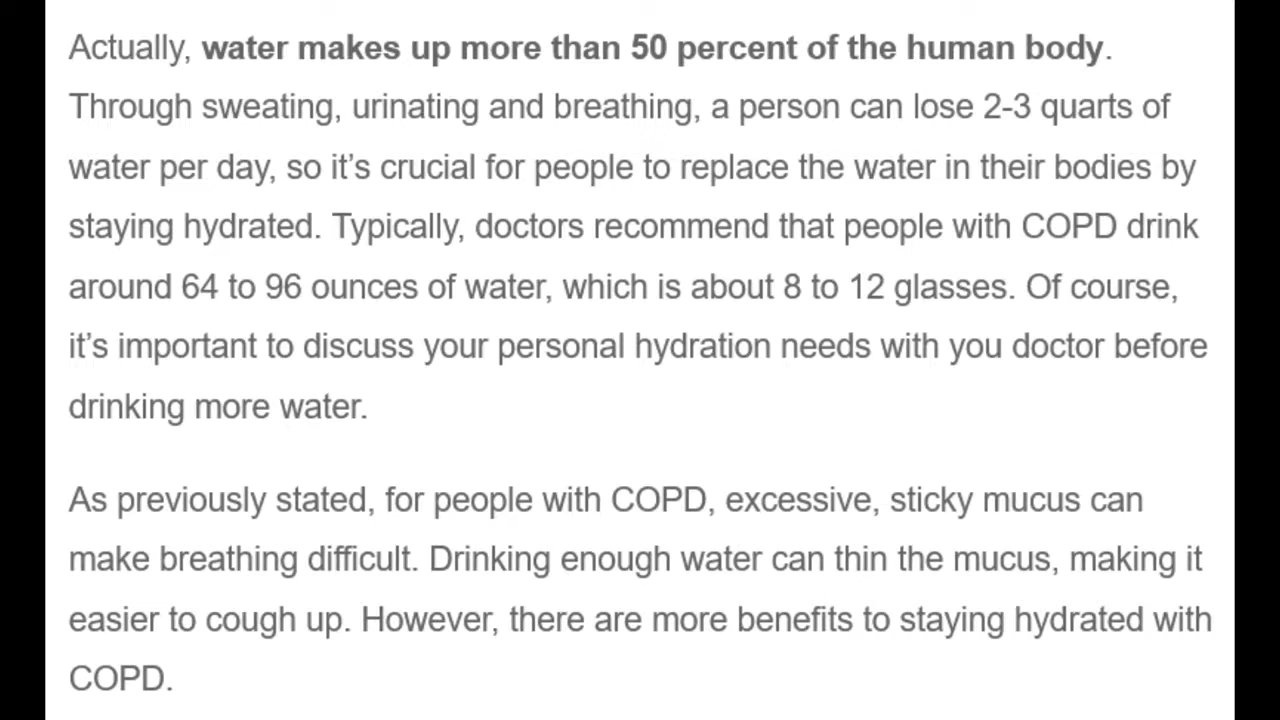 Actually, water makes up more than 50 percent of the human body.
Through sweating, urinating and breathing, a person can lose 2-3 quarts of
water per day, so it’s crucial for people to replace the water in their bodies by
staying hydrated. Typically, doctors recommend that people with COPD drink
around 64 to 96 ounces of water, which is about 8 to 12 glasses. Of course,
it’s important to discuss your personal hydration needs with you doctor before
drinking more water.
As previously stated, for people with COPD, excessive, sticky mucus can
make breathing difficult. Drinking enough water can thin the mucus, making it
easier to cough up. However, there are more benefits to staying hydrated with
COPD.